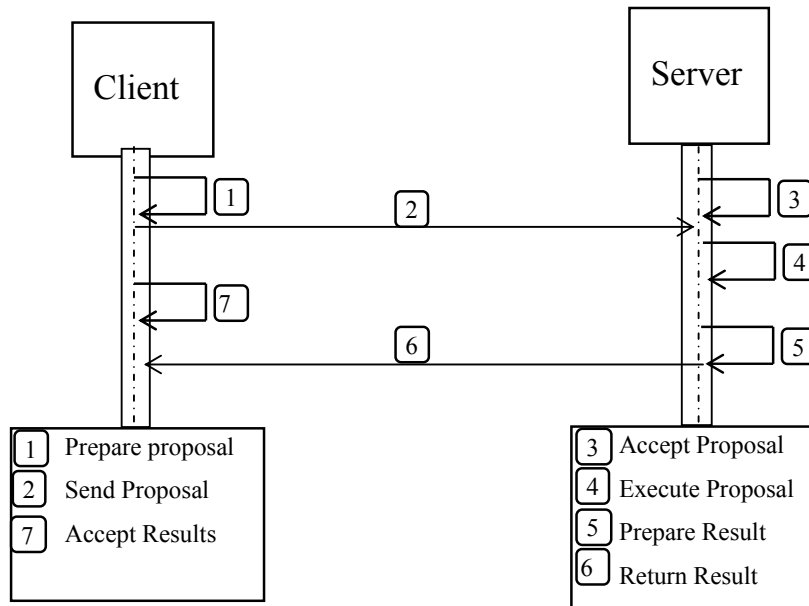 Client
Server
1
2
3
4
7
6
5
1 Prepare proposal
2 Send Proposal
7 Accept Results
3 Accept Proposal
4 Execute Proposal
5 Prepare Result
6 Return Result